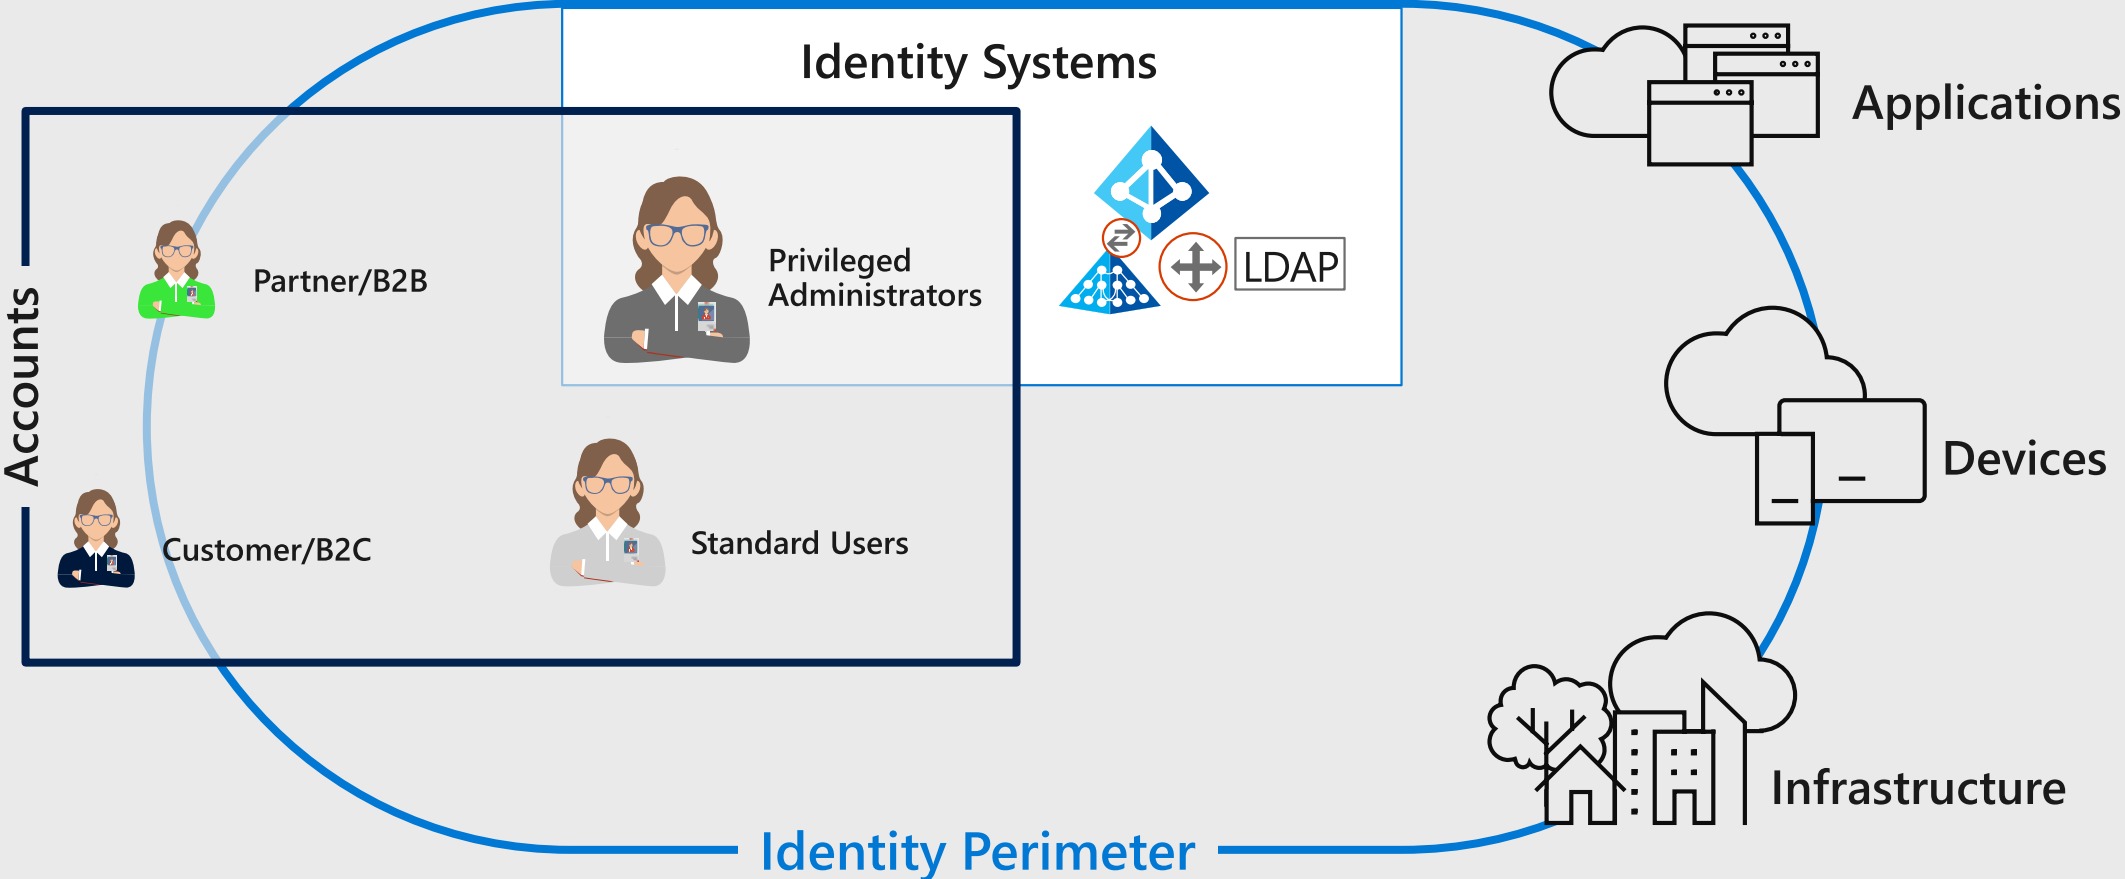 Identity Systems
Applications
Privileged
Administrators
Partner/B2B
LDAP
Accounts
Devices
Customer/B2C
Standard Users
Infrastructure
Identity Perimeter